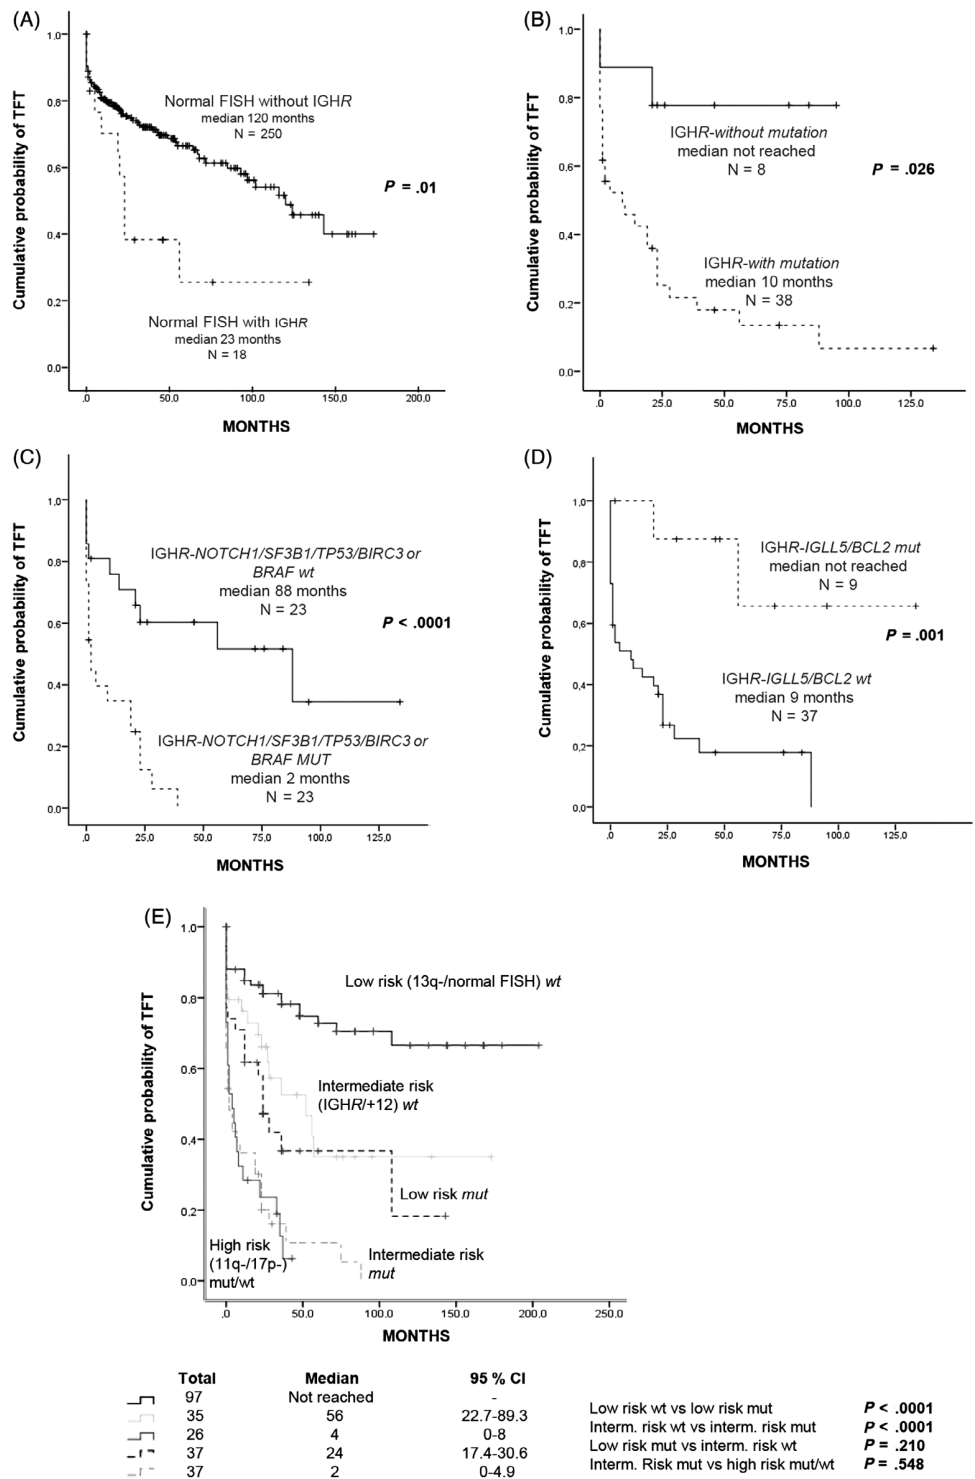 (A)
Cumulative probability of TFT
1,0
0,8
0,6
0,4
0,2
0,0
Normal FISH without IGHR
median 120 months
N = 250
P = .01
Normal FISH with IGHR
median 23 months
N = 18
,0 50,0 100,0 150,0 200,0
MONTHS
(B)
Cumulative probability of TFT
1,0
0,8
0,6
0,4
0,2
0,0
IGHR-without mutation
median not reached
N = 8
P = .026
IGHR-with mutation
median 10 months
N = 38
,0 25,0 50,0 75,0 100,0 125,0
MONTHS
(C)
Cumulative probability of TFT
1,0
0,8
0,6
0,4
0,2
0,0
IGHR-NOTCH1/SF3B1/TP53/BIRC3 or
BRAF wt
median 88 months
N = 23
P < .0001
IGHR-NOTCH1/SF3B1/TP53/BIRC3 or
BRAF MUT
median 2 months
N = 23
,0 25,0 50,0 75,0 100,0 125,0
MONTHS
(D)
Cumulative probability of TFT
1,0
0,8
0,6
0,4
0,2
0,0
IGHR-IGLL5/BCL2 mut
median not reached
N = 9
P = .001
IGHR-IGLL5/BCL2 wt
median 9 months
N = 37
,0 25,0 50,0 75,0 100,0 125,0
MONTHS
(E)
Cumulative probability of TFT
1.0
0.8
0.6
0.4
0.2
0.0
Low risk (13q-/normal FISH) wt
Intermediate risk
(IGHR/+12) wt
Low risk mut
High risk
(11q-/17p-)
mut/wt
Intermediate risk
mut
.0 50.0 100.0 150.0 200.0 250.0
MONTHS
Total Median 95 % CI
97 Not reached -
35 56 22.7-89.3
26 4 0-8
37 24 17.4-30.6
37 2 0-4.9
Low risk wt vs low risk mut P < .0001
Interm. risk wt vs interm. risk mut P < .0001
Low risk mut vs interm. risk wt P = .210
Interm. Risk mut vs high risk mut/wt P = .548